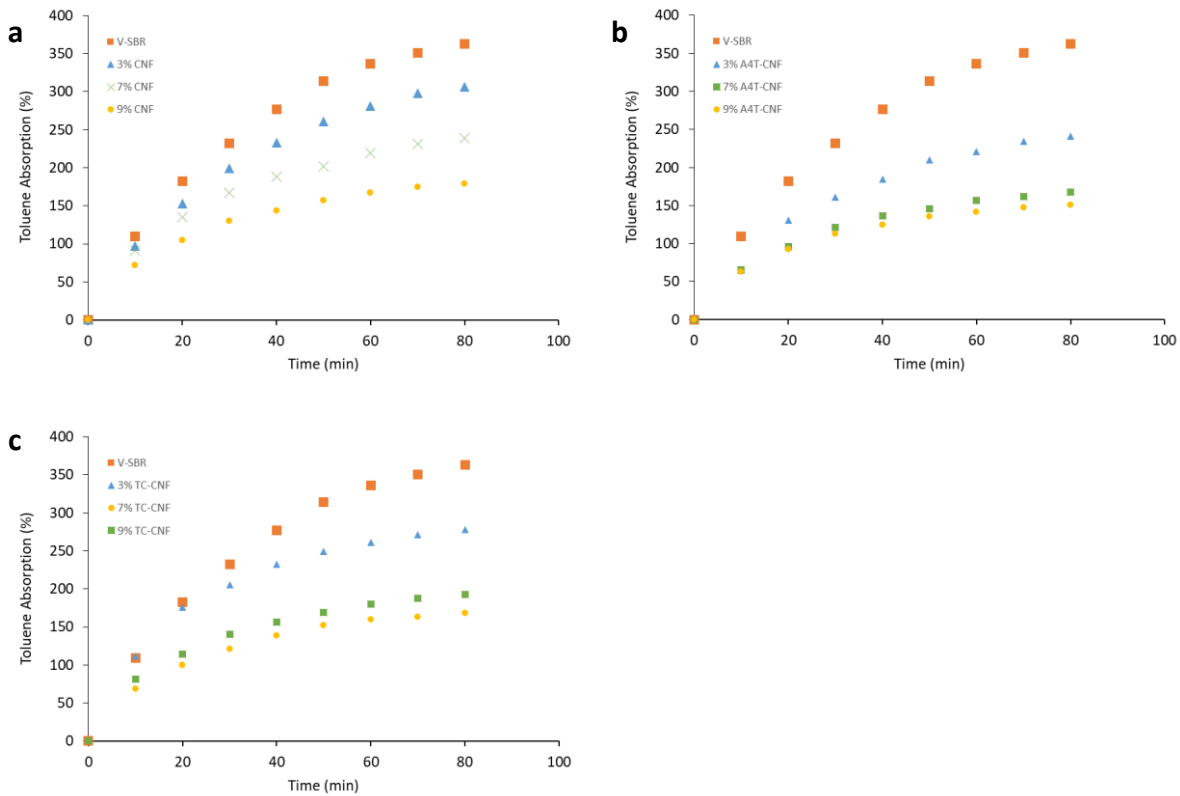 a
400
350
300
250
200
150
100
50
0
Toluene Absorption (%)
V-SBR
3% CNF
7% CNF
9% CNF
0 20 40 60 80 100
Time (min)
b
400
350
300
250
200
150
100
50
0
Toluene Absorption (%)
V-SBR
3% A4T-CNF
7% A4T-CNF
9% A4T-CNF
0 20 40 60 80 100
Time (min)
c
400
350
300
250
200
150
100
50
0
Toluene Absorption (%)
V-SBR
3% TC-CNF
7% TC-CNF
9% TC-CNF
0 20 40 60 80 100
Time (min)